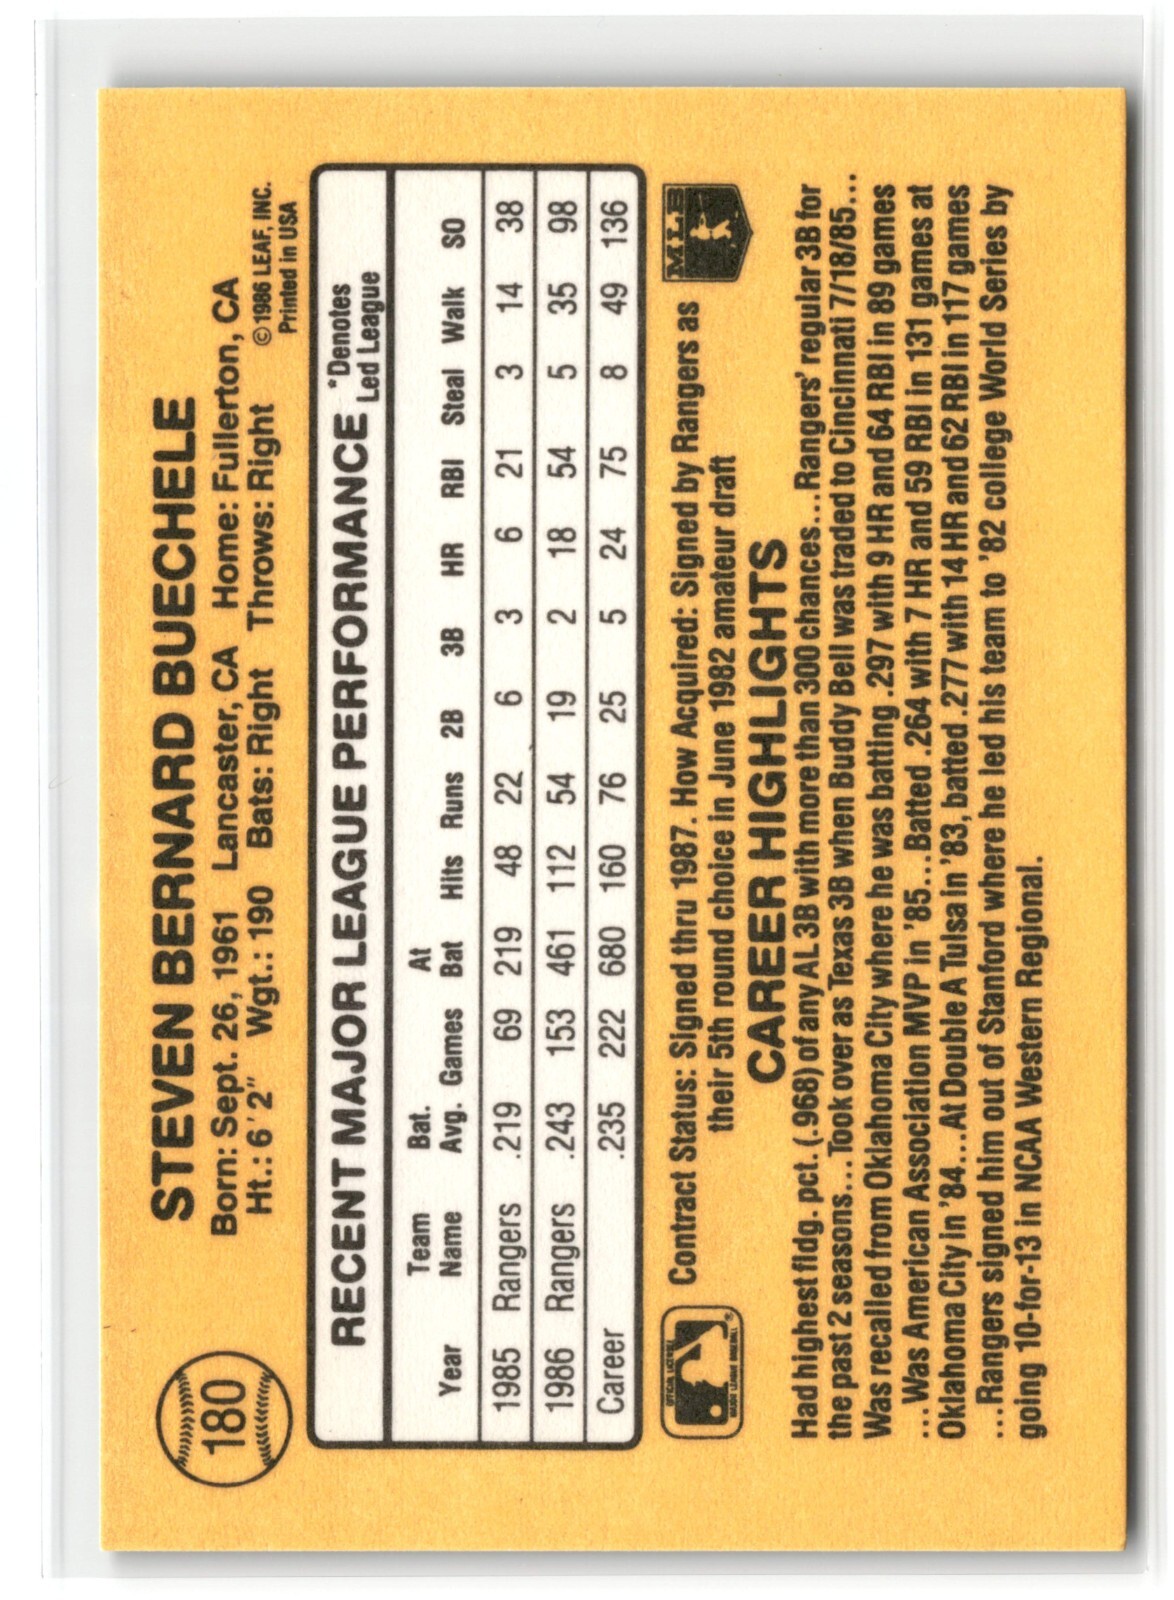 180
STEVEN BERNARD BUECHELE
Born: Sept. 26, 1961 Lancaster, CA Home: Fullerton, CA
Ht.: 6'2" Wgt.: 190 Bats: Right Throws: Right
©1986 LEAF, INC.
Printed in USA
RECENT MAJOR LEAGUE PERFORMANCE *Denotes Led League
Year Team Name Bat. Avg. Games At Bat Hits Runs 2B 3B HR RBI Steal Walk SO
1985 Rangers .219 69 219 48 22 6 3 6 21 3 14 38
1986 Rangers .243 153 461 112 54 19 2 18 54 5 35 98
Career .235 222 680 160 76 25 5 24 75 8 49 136
Contract Status: Signed thru 1987. How Acquired: Signed by Rangers as
their 5th round choice in June 1982 amateur draft
MLB
CAREER HIGHLIGHTS
Had highest fldg. pct. (.968) of any AL 3B with more than 300 chances...Rangers' regular 3B for
the past 2 seasons...Took over as Texas 3B when Buddy Bell was traded to Cincinnati 7/18/85...
Was recalled from Oklahoma City where he was batting .297 with 9 HR and 64 RBI in 89 games
...Was American Association MVP in '85...Batted .264 with 7 HR and 59 RBI in 131 games at
Oklahoma City in '84...At Double A Tulsa in '83, batted .277 with 14 HR and 62 RBI in 117 games
...Rangers signed him out of Stanford where he led his team to '82 college World Series by
going 10-for-13 in NCAA Western Regional.